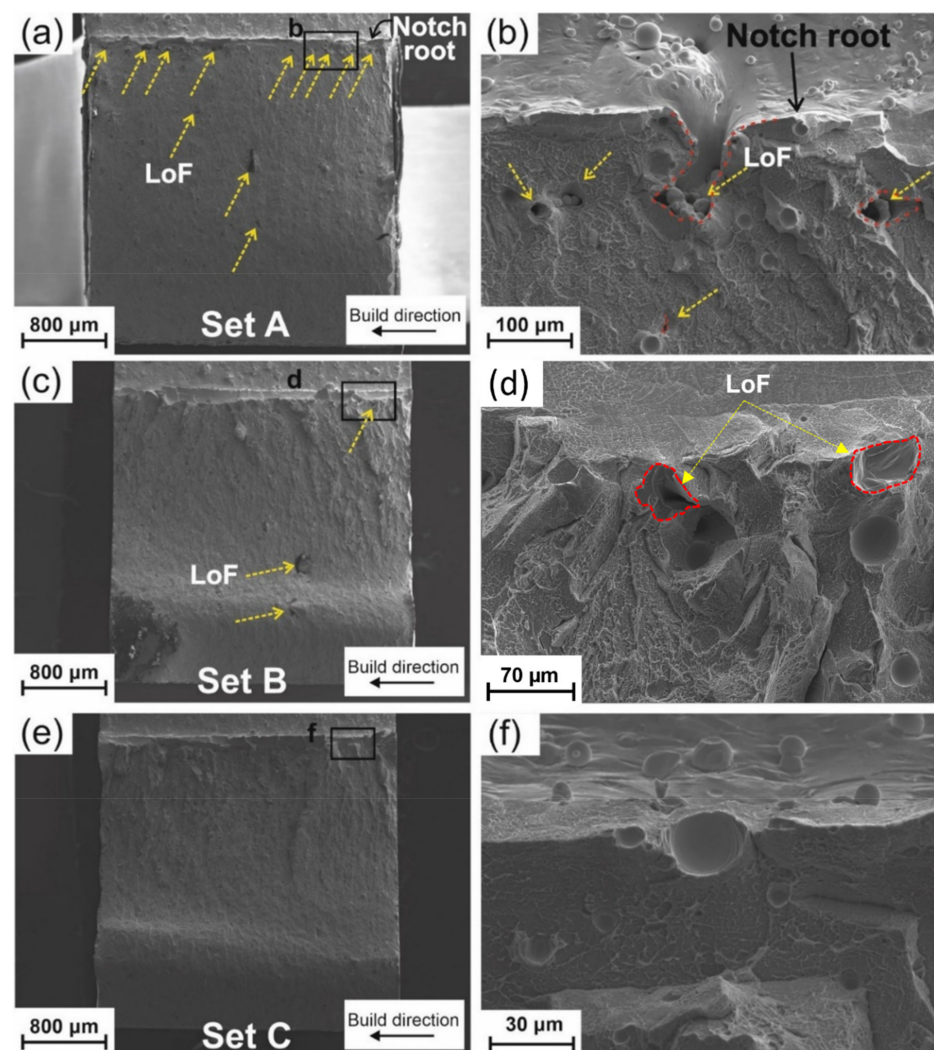 (a)
b
Notch
root
LoF
800 µm
Set A
Build direction
(b)
Notch root
LoF
100 µm
(c)
d
LoF
800 µm
Set B
Build direction
(d)
LoF
70 µm
(e)
f
800 µm
Set C
Build direction
(f)
30 µm